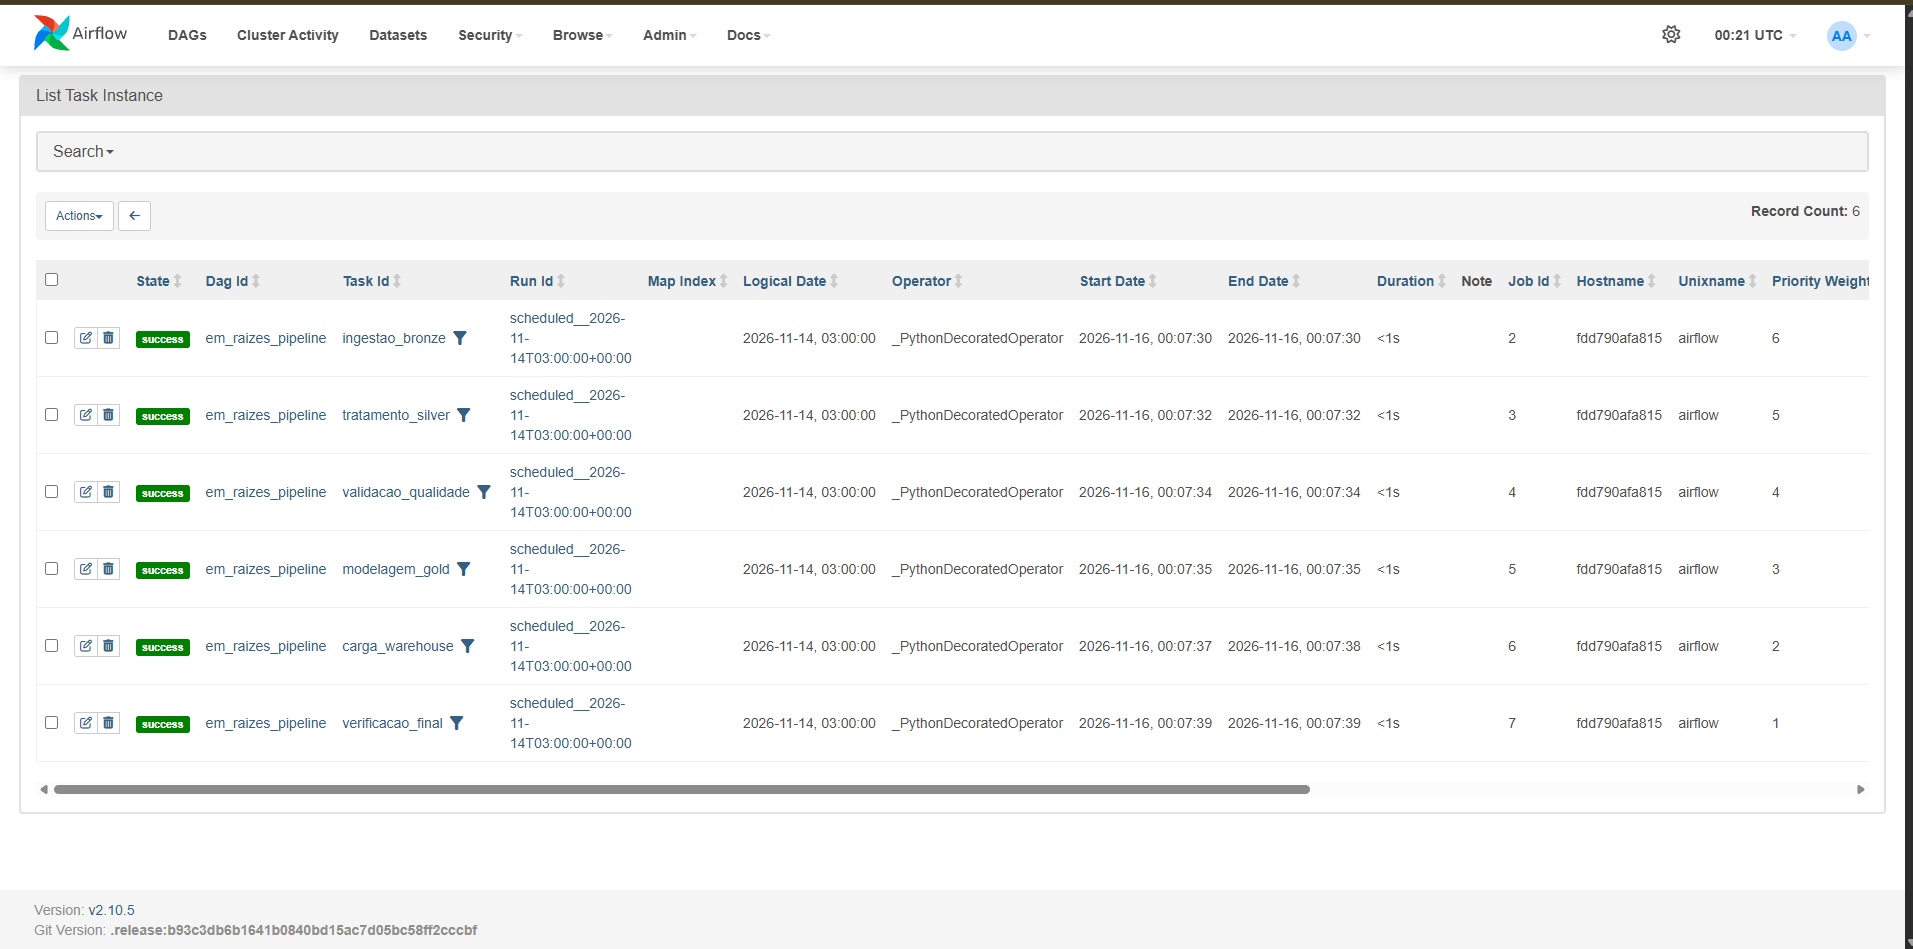 Airflow DAGs Cluster Activity Datasets Security Browse Admin Docs 00:21 UTC AA
List Task Instance
Search
Actions Record Count: 6
State Dag Id Task Id Run Id Map Index Logical Date Operator Start Date End Date Duration Note Job Id Hostname Unixname Priority Weight
scheduled__2026-
success em_raizes_pipeline ingestao_bronze 11- 2026-11-14, 03:00:00 _PythonDecoratedOperator 2026-11-16, 00:07:30 2026-11-16, 00:07:30 <1s 2 fdd790afa815 airflow 6
14T03:00:00+00:00
scheduled__2026-
success em_raizes_pipeline tratamento_silver 11- 2026-11-14, 03:00:00 _PythonDecoratedOperator 2026-11-16, 00:07:32 2026-11-16, 00:07:32 <1s 3 fdd790afa815 airflow 5
14T03:00:00+00:00
scheduled__2026-
success em_raizes_pipeline validacao_qualidade 11- 2026-11-14, 03:00:00 _PythonDecoratedOperator 2026-11-16, 00:07:34 2026-11-16, 00:07:34 <1s 4 fdd790afa815 airflow 4
14T03:00:00+00:00
scheduled__2026-
success em_raizes_pipeline modelagem_gold 11- 2026-11-14, 03:00:00 _PythonDecoratedOperator 2026-11-16, 00:07:35 2026-11-16, 00:07:35 <1s 5 fdd790afa815 airflow 3
14T03:00:00+00:00
scheduled__2026-
success em_raizes_pipeline carga_warehouse 11- 2026-11-14, 03:00:00 _PythonDecoratedOperator 2026-11-16, 00:07:37 2026-11-16, 00:07:38 <1s 6 fdd790afa815 airflow 2
14T03:00:00+00:00
scheduled__2026-
success em_raizes_pipeline verificacao_final 11- 2026-11-14, 03:00:00 _PythonDecoratedOperator 2026-11-16, 00:07:39 2026-11-16, 00:07:39 <1s 7 fdd790afa815 airflow 1
14T03:00:00+00:00
Version: v2.10.5
Git Version: .release:b93c3db6b1641b0840bd15ac7d05bc58ff2cccbf